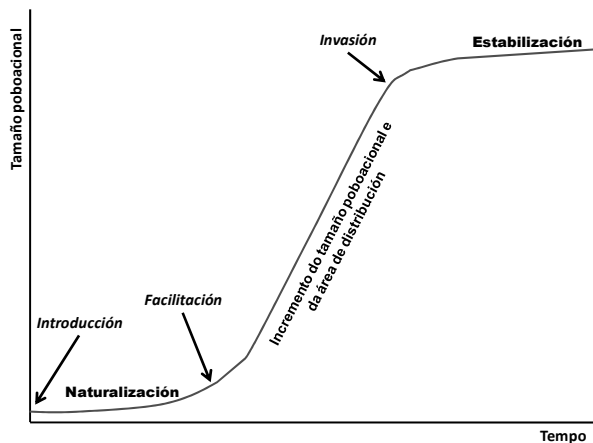 Invasión
Estabilización
Tamaño poboacional
Incremento do tamaño poboacional e
da área de distribución
Facilitación
Introducción
Naturalización
Tempo